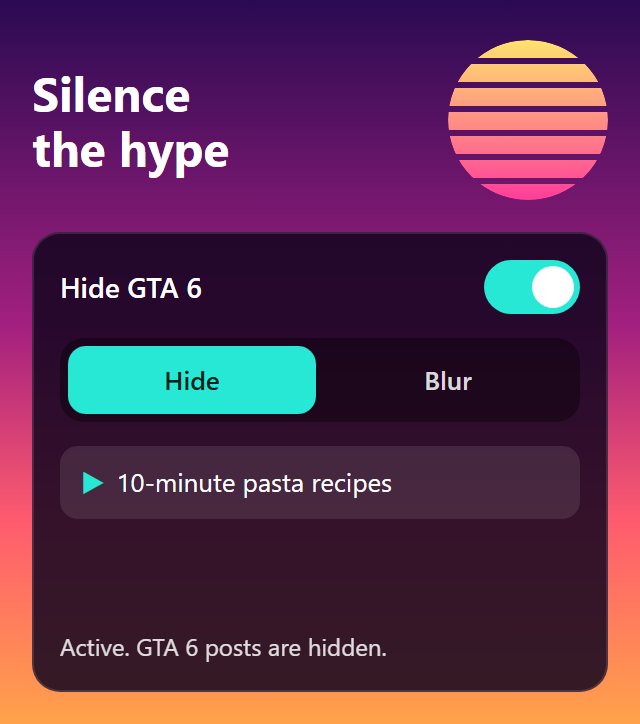 Silence
the hype
Hide GTA 6
Hide
Blur
10-minute pasta recipes
Active. GTA 6 posts are hidden.